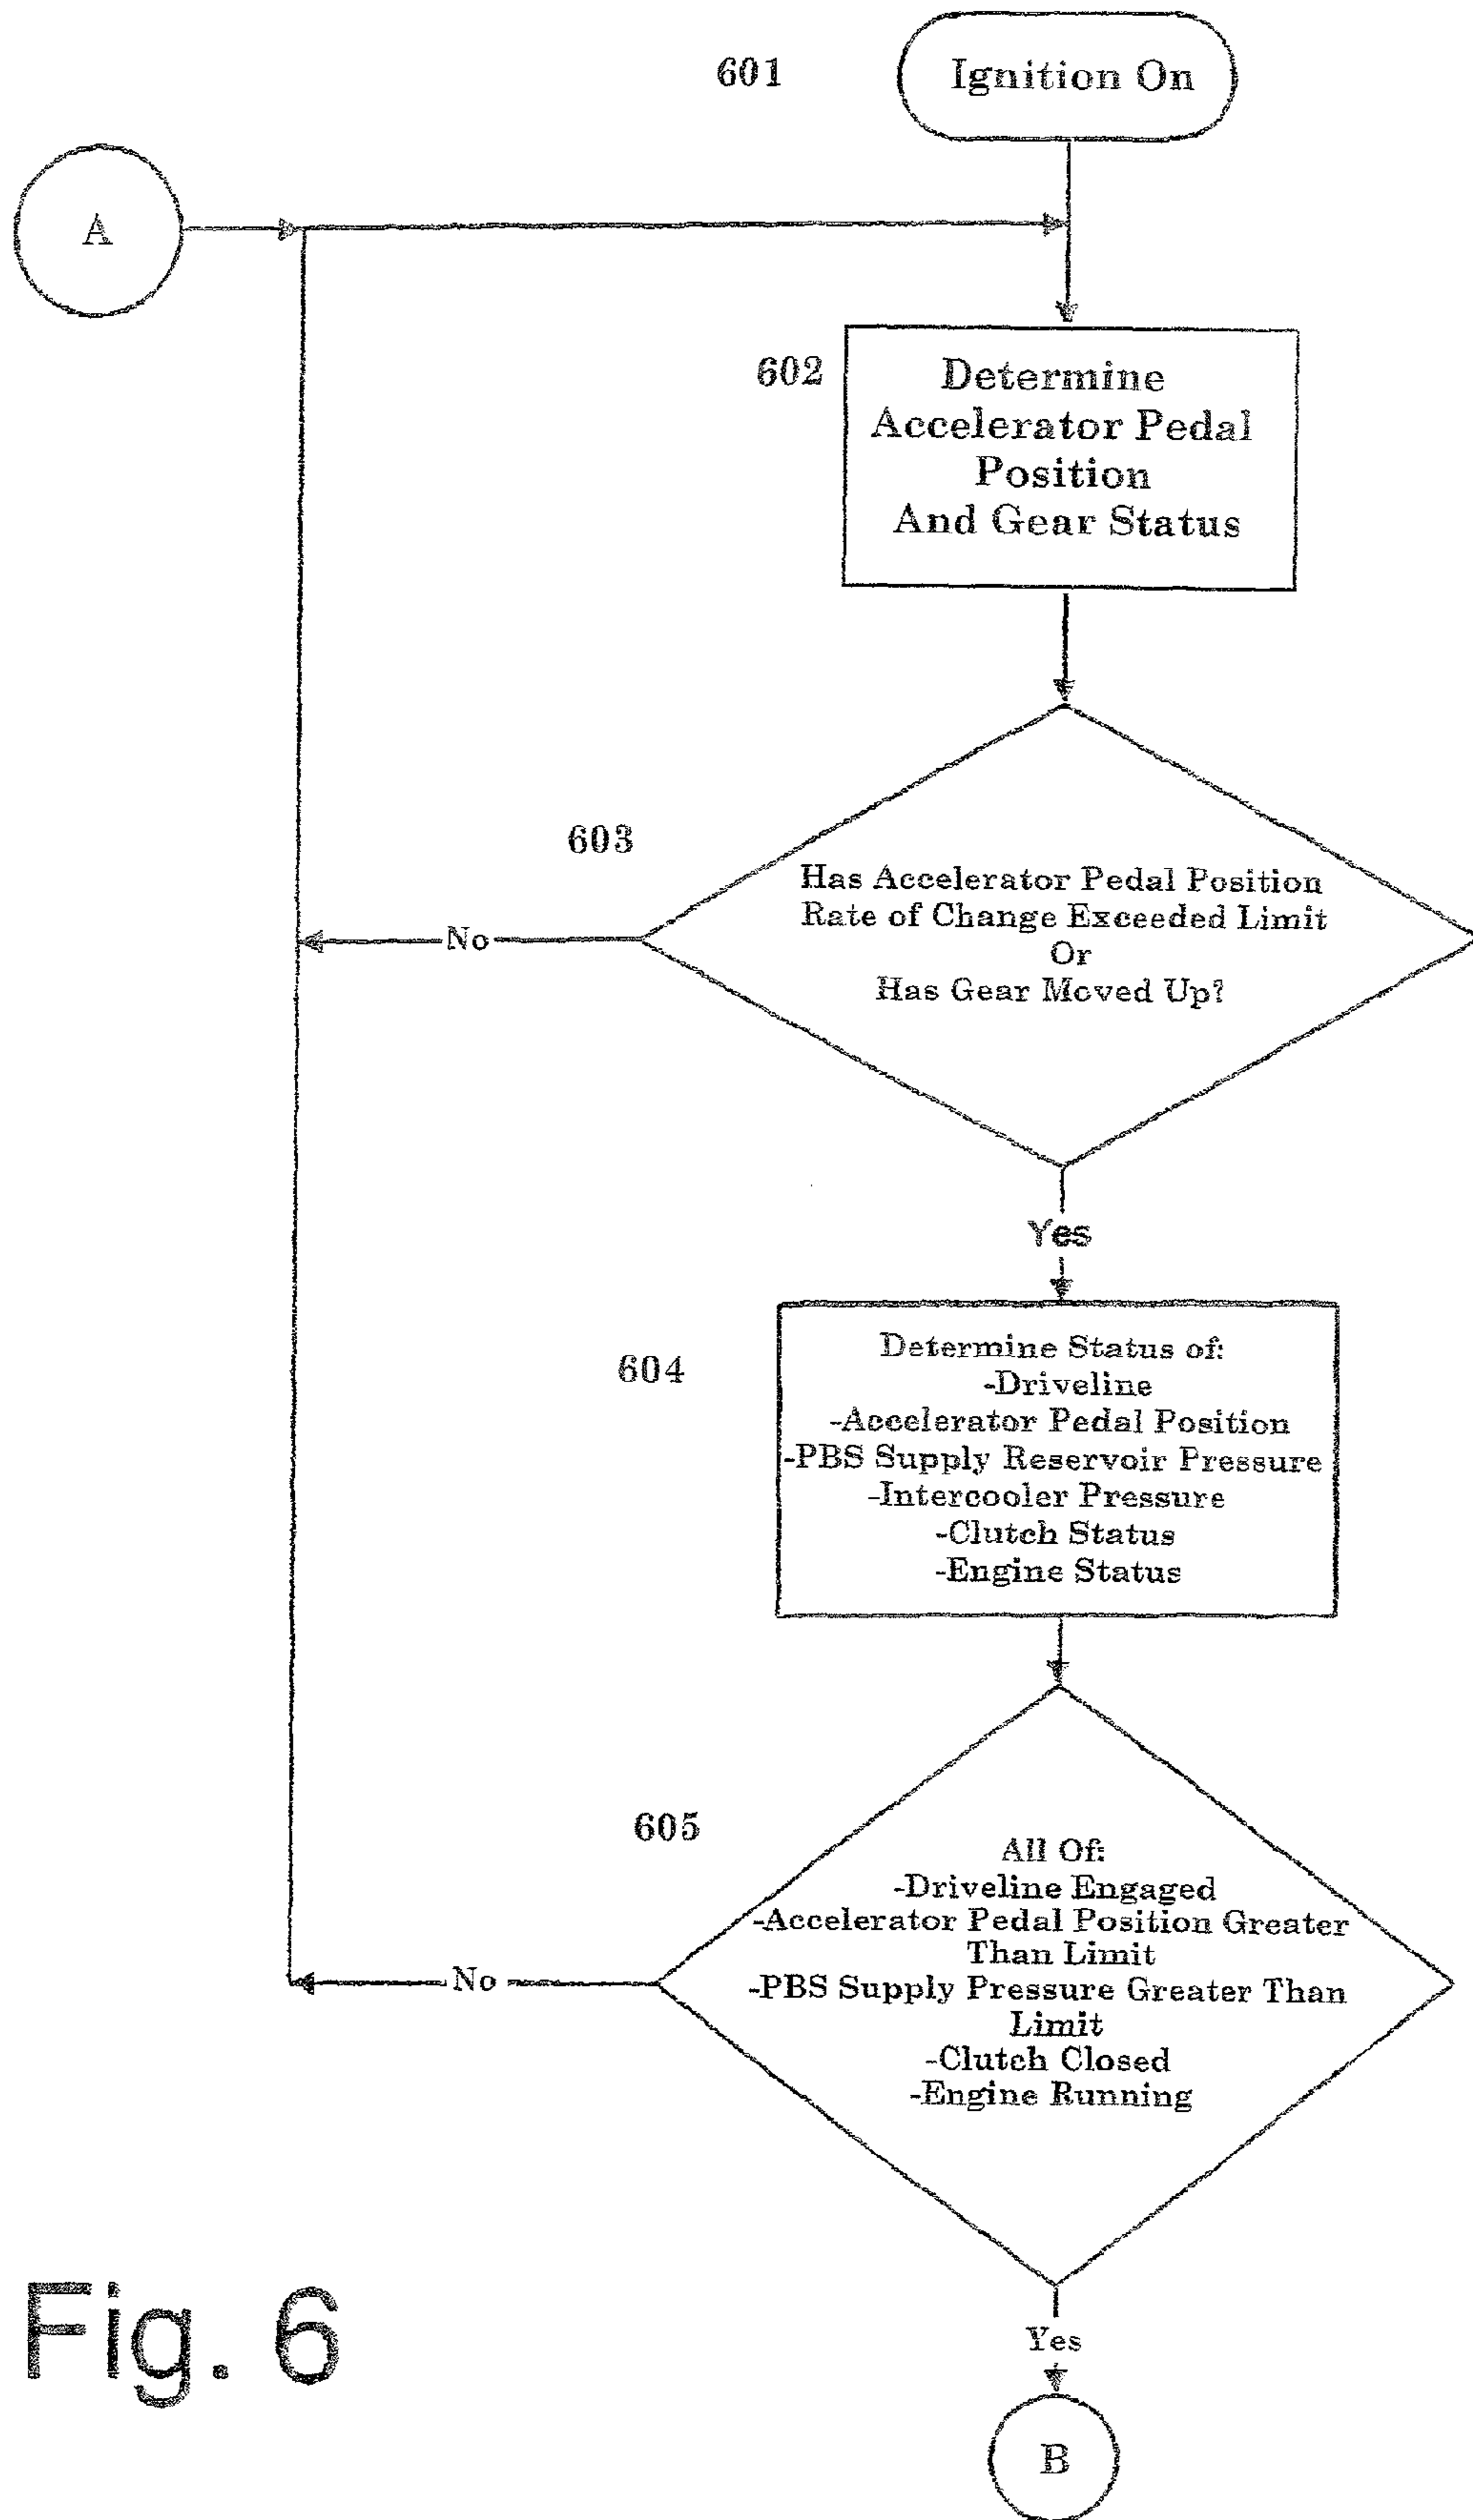 601
Ignition On
A
602
Determine
Accelerator Pedal
Position
And Gear Status
603
Has Accelerator Pedal Position
Rate of Change Exceeded Limit
Or
Has Gear Moved Up?
No
Yes
604
Determine Status of:
-Driveline
-Accelerator Pedal Position
-PBS Supply Reservoir Pressure
-Intercooler Pressure
-Clutch Status
-Engine Status
605
All Of:
-Driveline Engaged
-Accelerator Pedal Position Greater
Than Limit
-PBS Supply Pressure Greater Than
Limit
-Clutch Closed
-Engine Running
No
Yes
B
Fig. 6